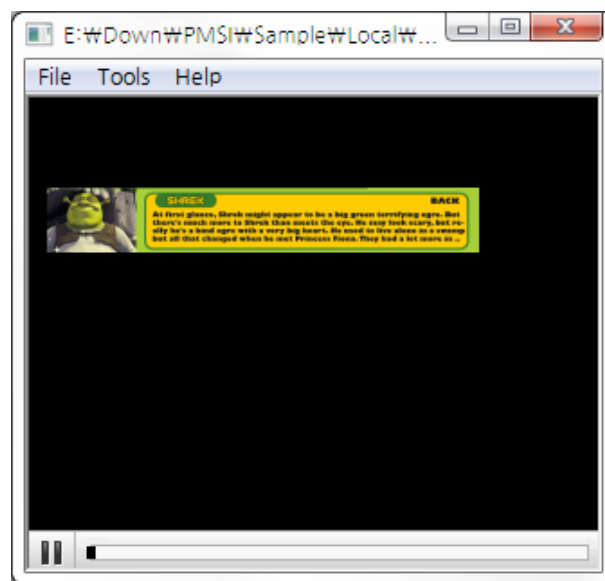 E:₩Down₩PMSI₩Sample₩Local₩...
File Tools Help
SHREK BACK
At first glance, Shrek might appear to be a big green terrifying ogre. But
there's much more to Shrek than meets the eye. He may look scary, but re-
ally he's a kind ogre with a very big heart. He used to live alone in a swamp
but all that changed when he met Princess Fiona. They had a lot more in ..